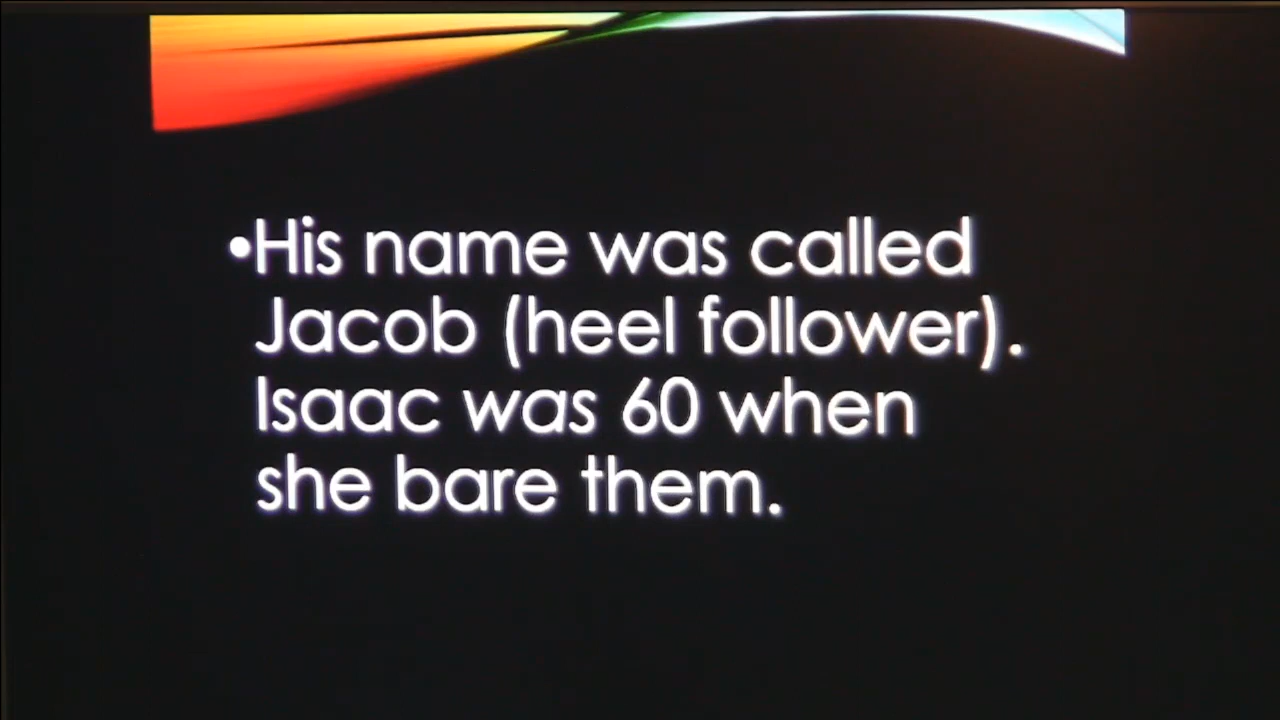 •His name was called
Jacob (heel follower).
Isaac was 60 when
she bare them.